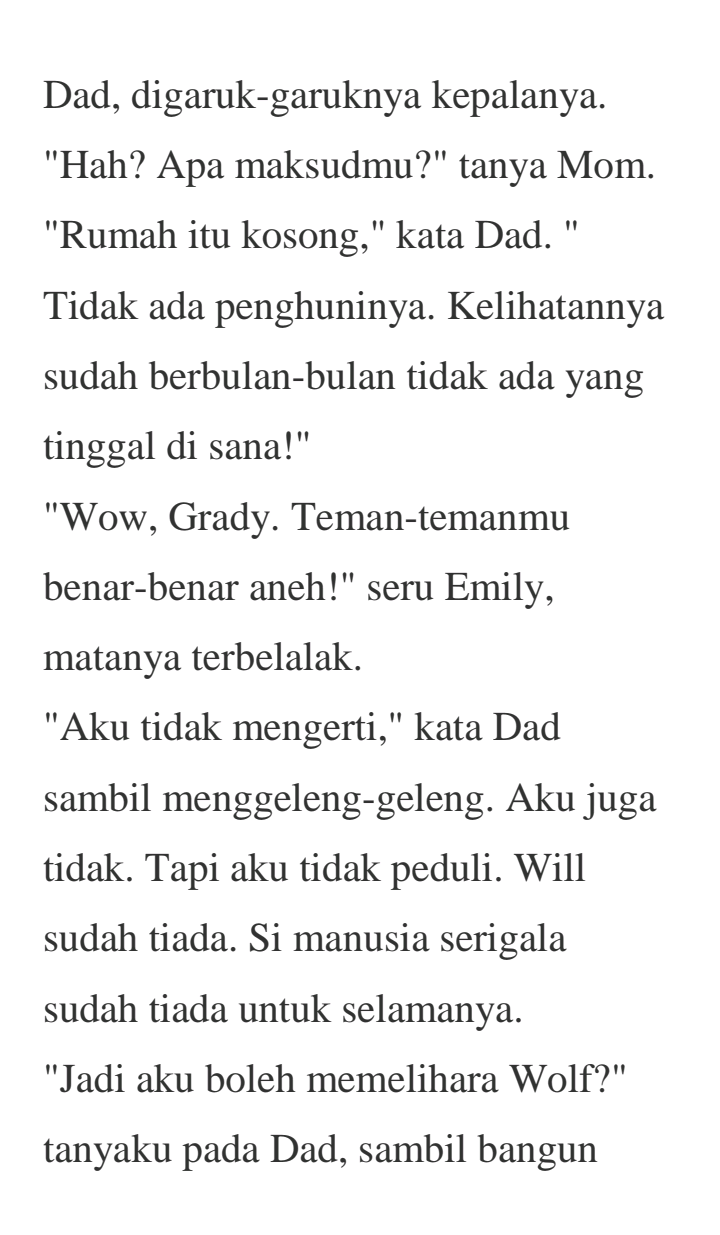 Dad, digaruk-garuknya kepalanya.
"Hah? Apa maksudmu?" tanya Mom.
"Rumah itu kosong," kata Dad. "
Tidak ada penghuninya. Kelihatannya
sudah berbulan-bulan tidak ada yang
tinggal di sana!"
"Wow, Grady. Teman-temanmu
benar-benar aneh!" seru Emily,
matanya terbelalak.
"Aku tidak mengerti," kata Dad
sambil menggeleng-geleng. Aku juga
tidak. Tapi aku tidak peduli. Will
sudah tiada. Si manusia serigala
sudah tiada untuk selamanya.
"Jadi aku boleh memelihara Wolf?"
tanyaku pada Dad, sambil bangun